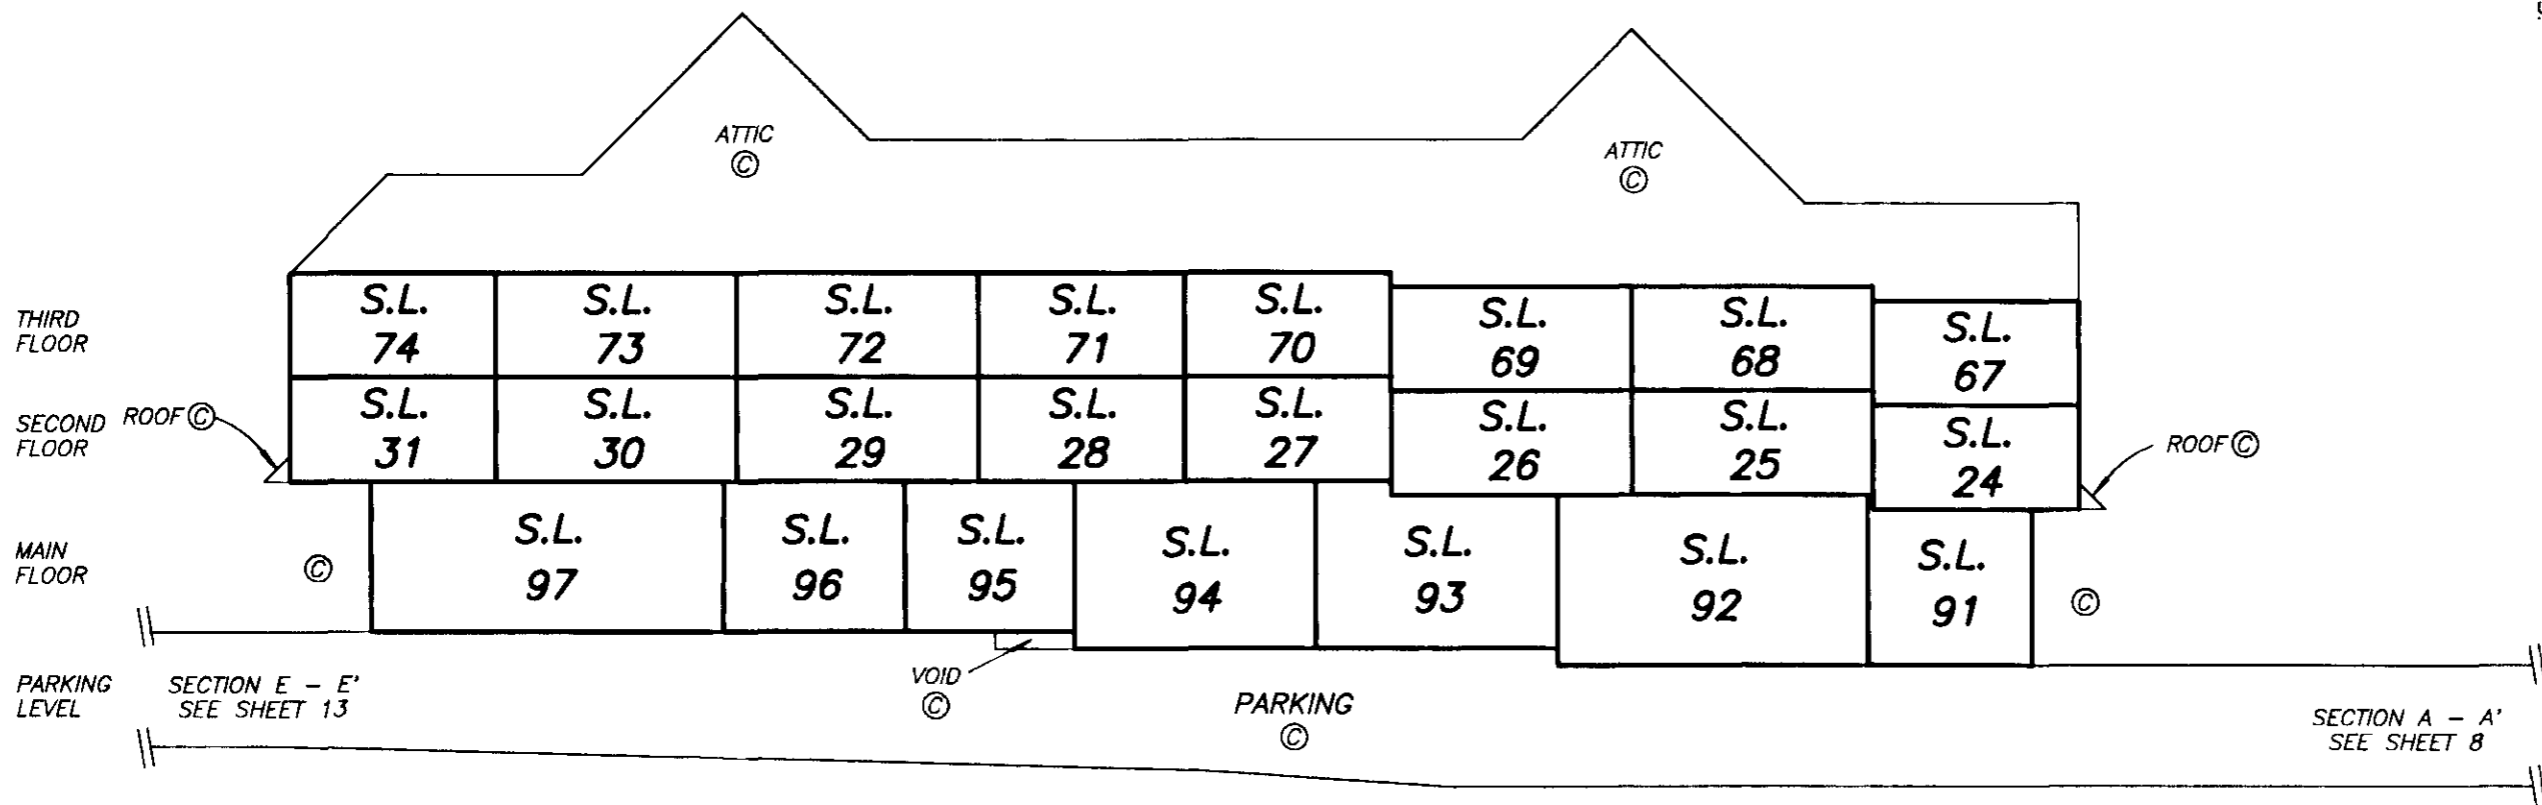 ATTIC
©
ATTIC
©
THIRD
FLOOR
S.L.
74
S.L.
73
S.L.
72
S.L.
71
S.L.
70
S.L.
69
S.L.
68
S.L.
67
SECOND
FLOOR
ROOF ©
S.L.
31
S.L.
30
S.L.
29
S.L.
28
S.L.
27
S.L.
26
S.L.
25
S.L.
24
ROOF ©
MAIN
FLOOR
©
S.L.
97
S.L.
96
S.L.
95
S.L.
94
S.L.
93
S.L.
92
S.L.
91
©
PARKING
LEVEL
SECTION E - E'
SEE SHEET 13
VOID
©
PARKING
©
SECTION A - A'
SEE SHEET 8